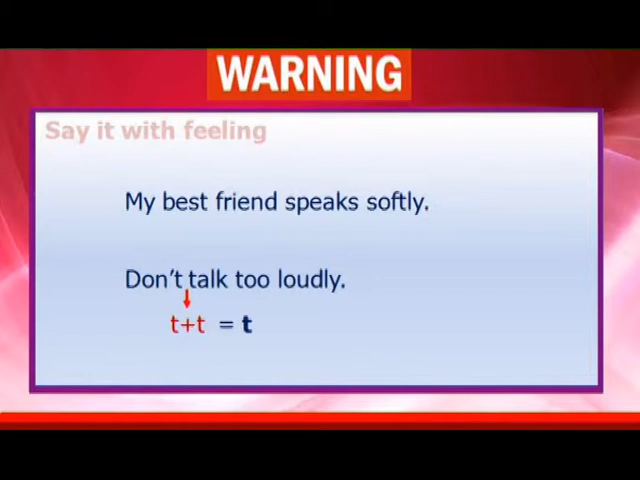 WARNING
Say it with feeling
My best friend speaks softly.
Don't talk too loudly.
t+t = t